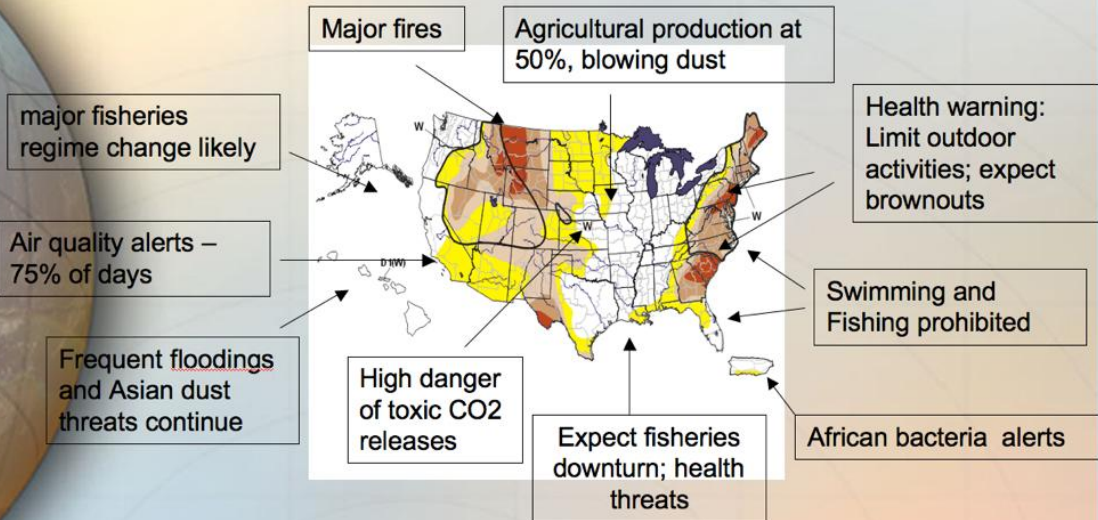 Major fires
Agricultural production at
50%, blowing dust
major fisheries
regime change likely
Health warning:
Limit outdoor
activities; expect
brownouts
W
W
W
Air quality alerts –
75% of days
D1(W)
Swimming and
Fishing prohibited
Frequent floodings
and Asian dust
threats continue
High danger
of toxic CO2
releases
Expect fisheries
downturn; health
threats
African bacteria alerts